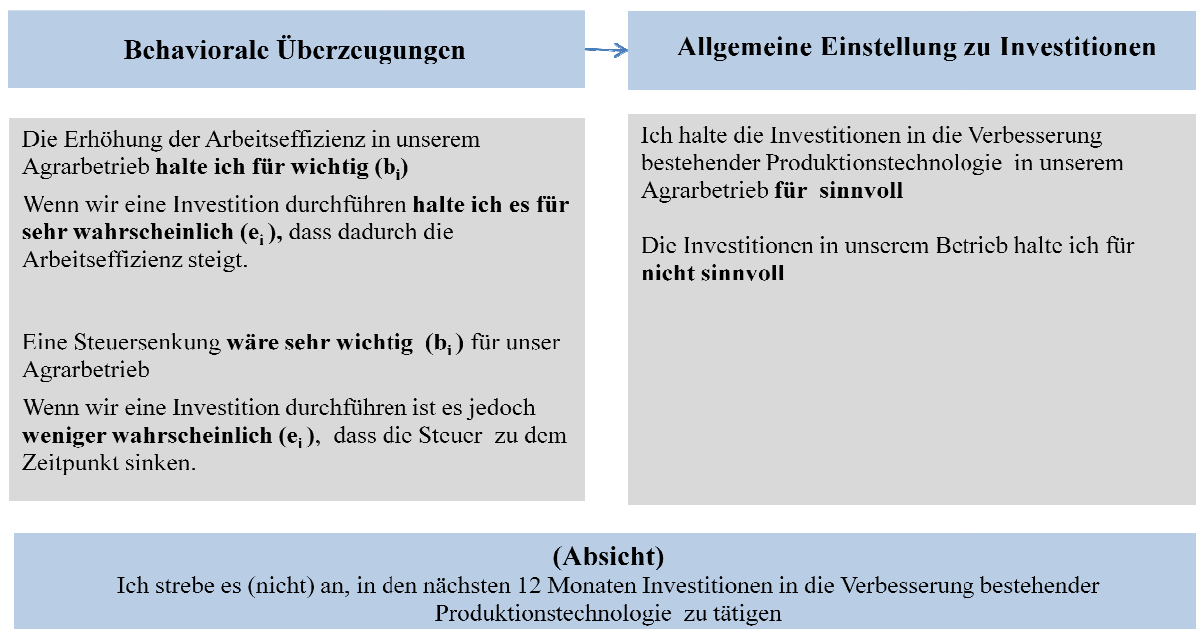 Behaviorale Überzeugungen
Allgemeine Einstellung zu Investitionen
Die Erhöhung der Arbeitseffizienz in unserem
Agrarbetrieb halte ich für wichtig (bi)
Wenn wir eine Investition durchführen halte ich es für
sehr wahrscheinlich (ei ), dass dadurch die
Arbeitseffizienz steigt.
Eine Steuersenkung wäre sehr wichtig (bi ) für unser
Agrarbetrieb
Wenn wir eine Investition durchführen ist es jedoch
weniger wahrscheinlich (ei ), dass die Steuer zu dem
Zeitpunkt sinken.
Ich halte die Investitionen in die Verbesserung
bestehender Produktionstechnologie in unserem
Agrarbetrieb für sinnvoll
Die Investitionen in unserem Betrieb halte ich für
nicht sinnvoll
(Absicht)
Ich strebe es (nicht) an, in den nächsten 12 Monaten Investitionen in die Verbesserung bestehender
Produktionstechnologie zu tätigen